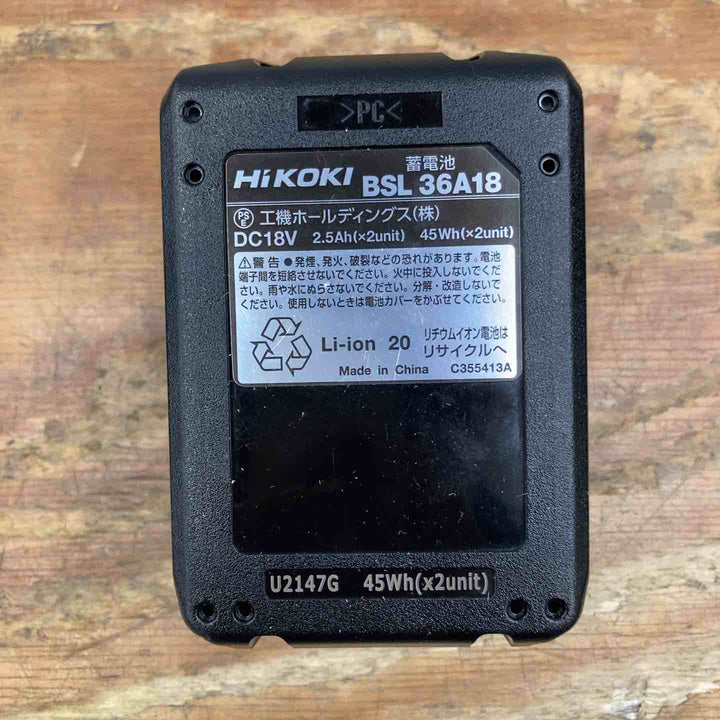 >PC<
蓄電池
HiKOKI BSL 36A18
PSE 工機ホールディングス(株)
DC18V 2.5Ah(×2unit) 45Wh(×2unit)
⚠警告 ●発煙、発火、破裂などの恐れがあります。電池
端子間を短絡させないでください。火中に投入しないでくだ
さい。雨や水にぬらさないでください。分解・改造しないで
ください。使用しないときは電池カバーをかぶせてください。
Li-ion 20 リチウムイオン電池は
リサイクルへ
Made in China C355413A
U2147G 45Wh(x2unit)